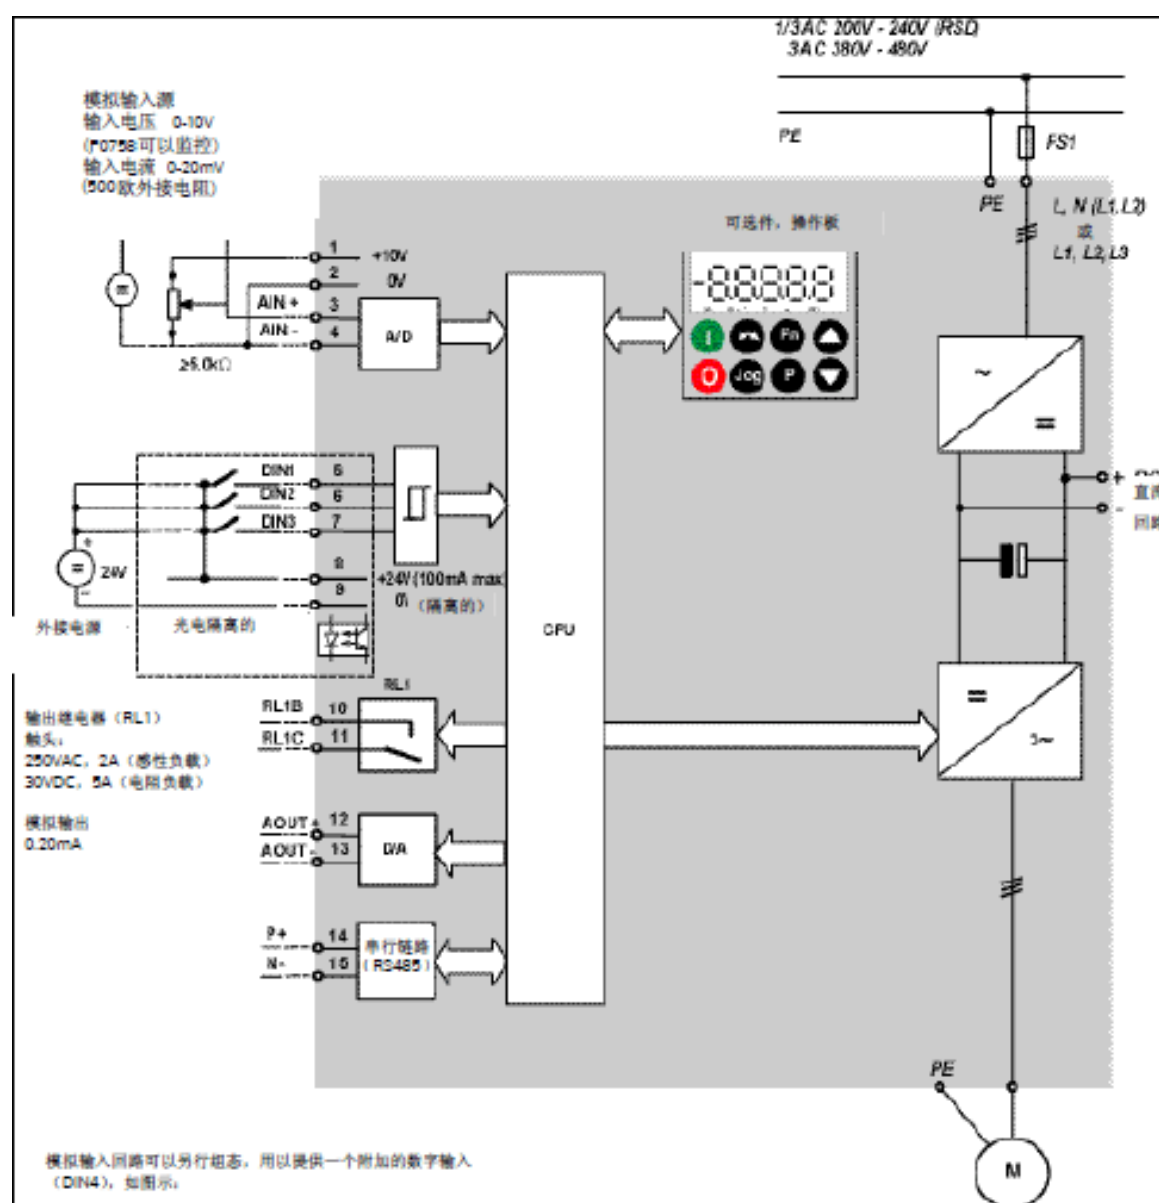 1/3AC 200V - 240V (RSD)
3AC 380V - 480V
模拟输入源
输入电压 0-10V
(P0758可以监控)
输入电流 0-20mV
(500欧外接电阻)
PE
FS1
PE
L, N (L1, L2)
或
L1, L2, L3
可选件，操作板
1
+10V
2
0V
AIN +
3
AIN -
4
A/D
≥5.0kΩ
-8.8.8.8.8
I
Fn
O
Jog
P
DIN1
5
DIN2
6
DIN3
7
+
24V
-
8
+24V (100mA max)
9
（隔离的）
外接电源
光电隔离的
CPU
+
直流
-
回路
RL1
RL1B
10
RL1C
11
输出继电器（RL1）
触头：
250VAC，2A（感性负载）
30VDC，5A（电阻负载）
3~
模拟输出
0.20mA
AOUT+
12
AOUT-
13
D/A
P+
14
N-
15
串行链路
( RS485 )
PE
M
模拟输入回路可以另行组态，用以提供一个附加的数字输入
（DIN4），如图示：